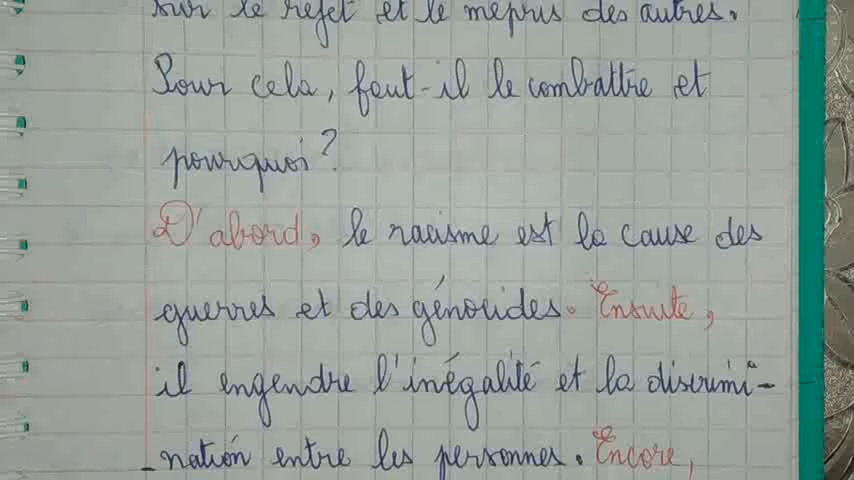 sur le rejet et le mepris des autres.
Pour cela, faut-il le combattre et
pourquoi ?
D'abord, le racisme est la cause des
guerres et des génocides. Ensuite,
il engendre l'inégalité et la discrimi-
-nation entre les personnes. Encore,